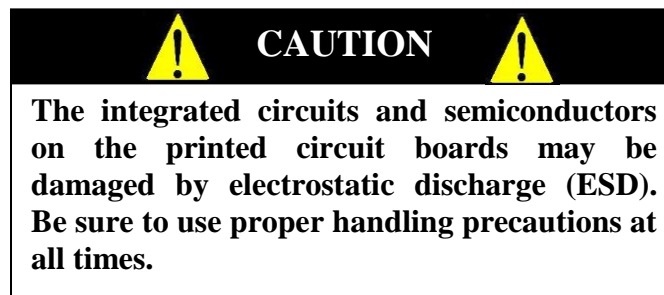 CAUTION
The integrated circuits and semiconductors
on the printed circuit boards may be
damaged by electrostatic discharge (ESD).
Be sure to use proper handling precautions at
all times.